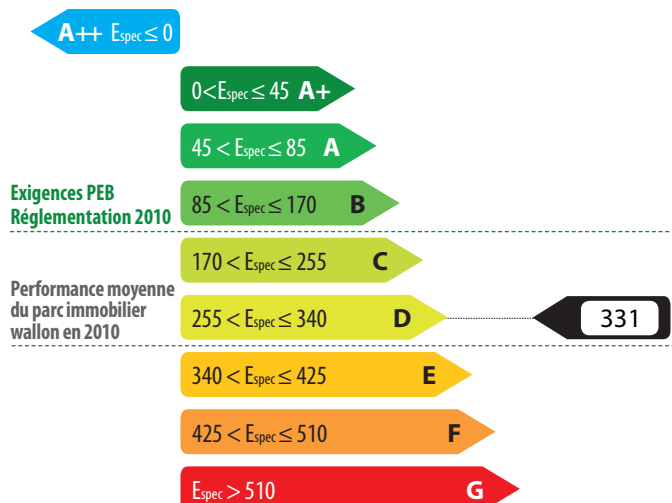 A++ Espec ≤ 0
0<Espec ≤ 45 A+
45 < Espec ≤ 85 A
Exigences PEB
Réglementation 2010
85 < Espec ≤ 170 B
170 < Espec ≤ 255 C
Performance moyenne
du parc immobilier
wallon en 2010
255 < Espec ≤ 340 D
331
340 < Espec ≤ 425 E
425 < Espec ≤ 510 F
Espec > 510 G